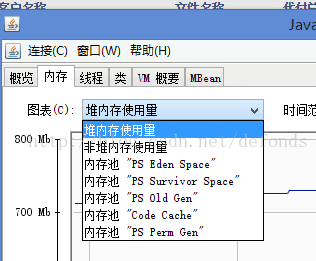 客户名称 文件名称 优付
Java
连接(C) 窗口(W) 帮助(H)
概览 内存 线程 类 VM 概要 MBean
图表(C): 堆内存使用量 时间范
800 Mb
堆内存使用量
非堆内存使用量
内存池 "PS Eden Space"
内存池 "PS Survivor Space"
内存池 "PS Old Gen"
700 Mb
内存池 "Code Cache"
内存池 "PS Perm Gen"